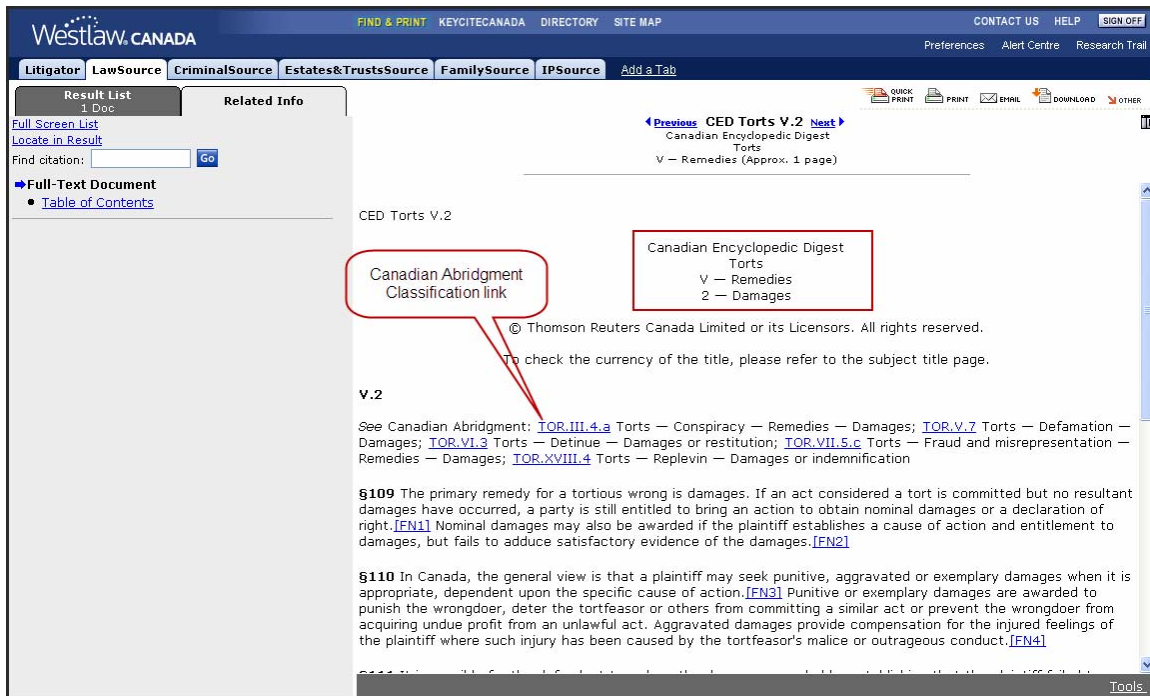 Westlaw. CANADA
FIND & PRINT KEYCITECANADA DIRECTORY SITE MAP
CONTACT US HELP SIGN OFF
Preferences Alert Centre Research Trail
Litigator LawSource CriminalSource Estates&TrustsSource FamilySource IPSource Add a Tab
Result List
1 Doc
Related Info
QUICK PRINT PRINT EMAIL DOWNLOAD OTHER
Full Screen List
Locate in Result
Find citation: Go
Full-Text Document
• Table of Contents
Previous CED Torts V.2 Next
Canadian Encyclopedic Digest
Torts
V — Remedies (Approx. 1 page)
CED Torts V.2
Canadian Encyclopedic Digest
Torts
V — Remedies
2 — Damages
Canadian Abridgment
Classification link
© Thomson Reuters Canada Limited or its Licensors. All rights reserved.
To check the currency of the title, please refer to the subject title page.
V.2
See Canadian Abridgment: TOR.III.4.a Torts — Conspiracy — Remedies — Damages; TOR.V.7 Torts — Defamation —
Damages; TOR.VI.3 Torts — Detinue — Damages or restitution; TOR.VII.5.c Torts — Fraud and misrepresentation —
Remedies — Damages; TOR.XVIII.4 Torts — Replevin — Damages or indemnification
§109 The primary remedy for a tortious wrong is damages. If an act considered a tort is committed but no resultant
damages have occurred, a party is still entitled to bring an action to obtain nominal damages or a declaration of
right.[FN1] Nominal damages may also be awarded if the plaintiff establishes a cause of action and entitlement to
damages, but fails to adduce satisfactory evidence of the damages.[FN2]
§110 In Canada, the general view is that a plaintiff may seek punitive, aggravated or exemplary damages when it is
appropriate, dependent upon the specific cause of action.[FN3] Punitive or exemplary damages are awarded to
punish the wrongdoer, deter the tortfeasor or others from committing a similar act or prevent the wrongdoer from
acquiring undue profit from an unlawful act. Aggravated damages provide compensation for the injured feelings of
the plaintiff where such injury has been caused by the tortfeasor's malice or outrageous conduct.[FN4]
Tools